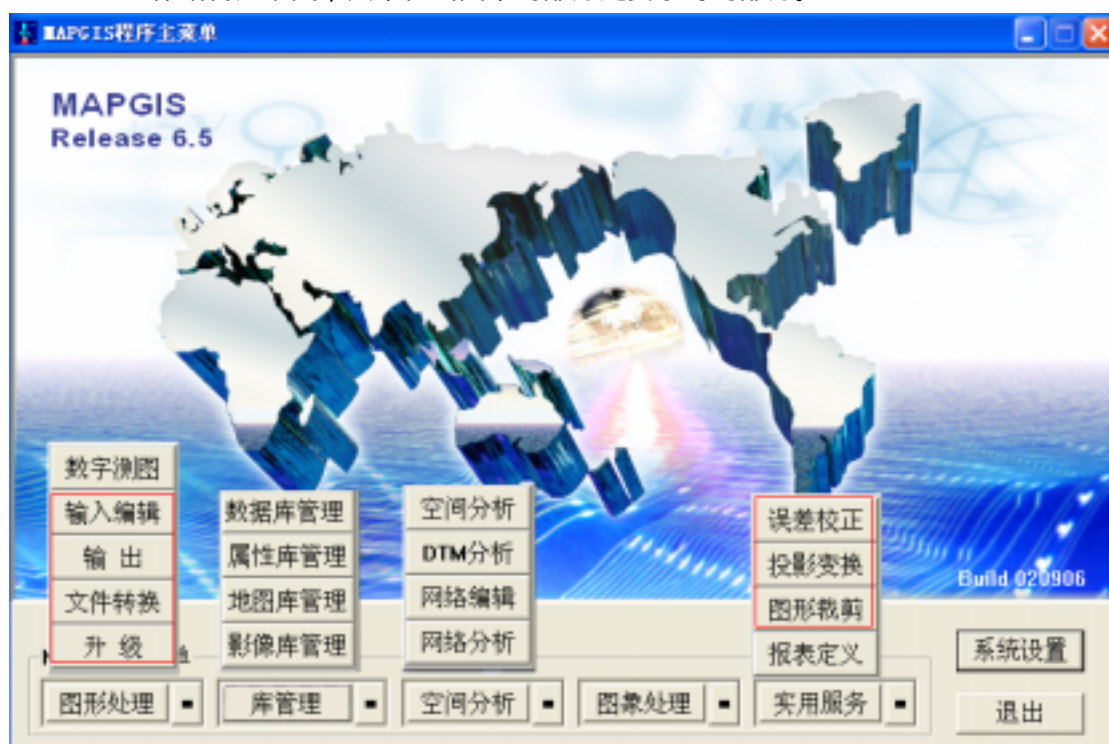 MAPGIS程序主菜单
MAPGIS
Release 6.5
1K
数字测图
输入编辑
输 出
文件转换
升 级
数据库管理
属性库管理
地图库管理
影像库管理
空间分析
DTM分析
网络编辑
网络分析
误差校正
投影变换
图形裁剪
报表定义
Build 020906
单
系统设置
图形处理
库管理
空间分析
图象处理
实用服务
退出